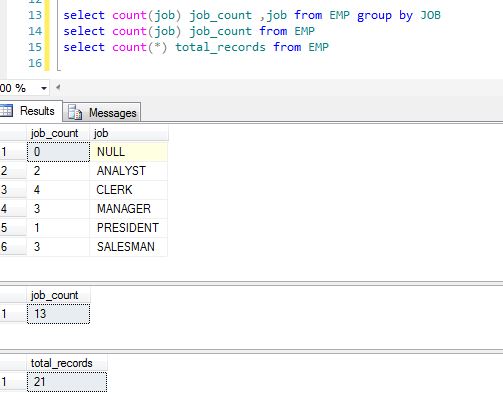 12
13 select count(job) job_count ,job from EMP group by JOB
14 select count(job) job_count from EMP
15 select count(*) total_records from EMP
16
00 %
Results Messages
job_count job
1 0 NULL
2 2 ANALYST
3 4 CLERK
4 3 MANAGER
5 1 PRESIDENT
6 3 SALESMAN
job_count
1 13
total_records
1 21